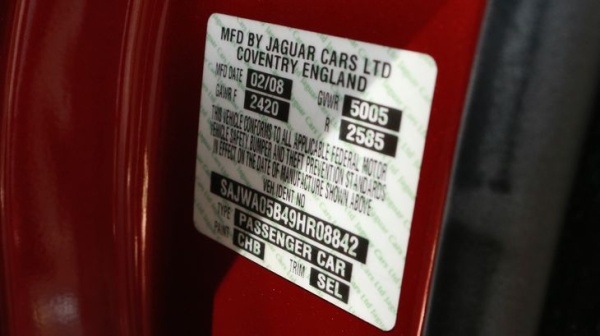 MFD BY JAGUAR CARS LTD
COVENTRY ENGLAND
MFD DATE 02/08 GVWR 5005
GAWR F 2420 R 2585
THIS VEHICLE CONFORMS TO ALL APPLICABLE FEDERAL MOTOR
VEHICLE SAFETY, BUMPER AND THEFT PREVENTION STANDARDS
IN EFFECT ON THE DATE OF MANUFACTURE SHOWN ABOVE.
VEH. IDENT NO
SAJWA05B49HR08842
TYPE PASSENGER CAR
PAINT CHB TRIM SEL